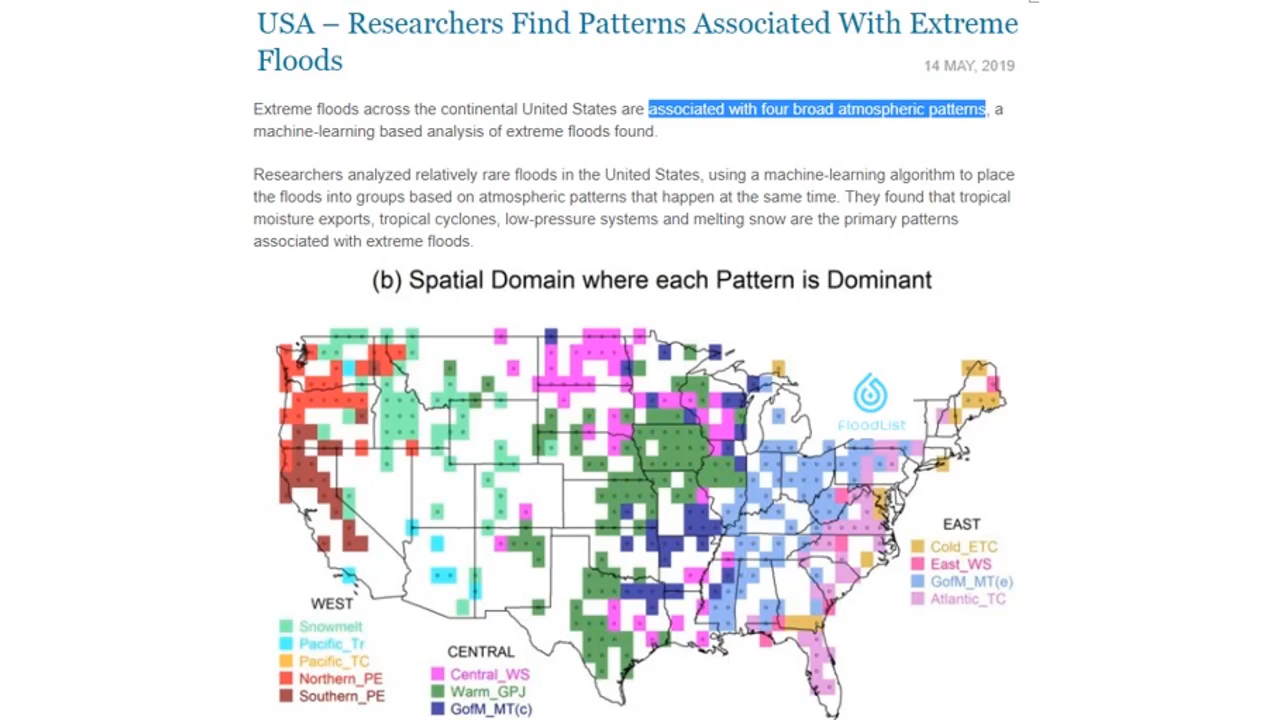 USA – Researchers Find Patterns Associated With Extreme
Floods
14 MAY, 2019
Extreme floods across the continental United States are associated with four broad atmospheric patterns, a
machine-learning based analysis of extreme floods found.
Researchers analyzed relatively rare floods in the United States, using a machine-learning algorithm to place
the floods into groups based on atmospheric patterns that happen at the same time. They found that tropical
moisture exports, tropical cyclones, low-pressure systems and melting snow are the primary patterns
associated with extreme floods.
(b) Spatial Domain where each Pattern is Dominant
FloodList
WEST
Snowmelt
Pacific_Tr
Pacific_TC
Northern_PE
Southern_PE
CENTRAL
Central_WS
Warm_GPJ
GofM_MT(c)
EAST
Cold_ETC
East_WS
GofM_MT(e)
Atlantic_TC